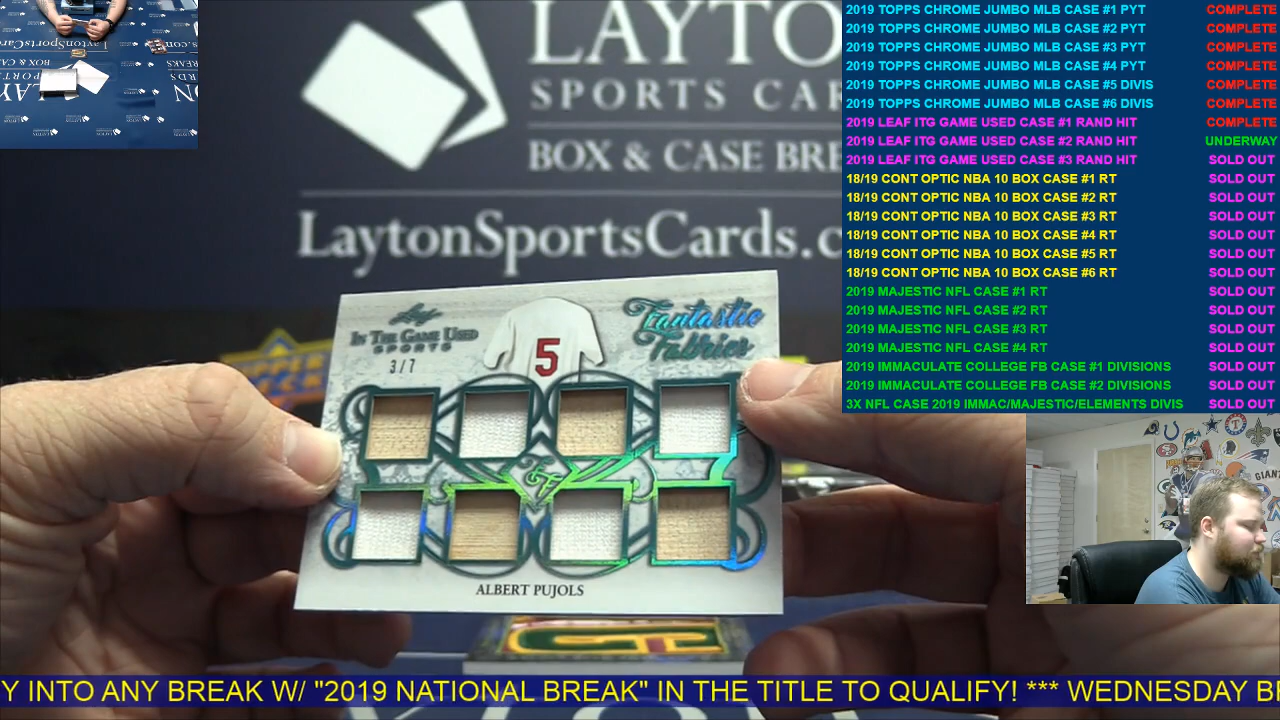 LAYTO
SPORTS CAR
BOX & CASE BRE
LaytonSportsCards.c
2019 TOPPS CHROME JUMBO MLB CASE #1 PYT COMPLETE
2019 TOPPS CHROME JUMBO MLB CASE #2 PYT COMPLETE
2019 TOPPS CHROME JUMBO MLB CASE #3 PYT COMPLETE
2019 TOPPS CHROME JUMBO MLB CASE #4 PYT COMPLETE
2019 TOPPS CHROME JUMBO MLB CASE #5 DIVIS COMPLETE
2019 TOPPS CHROME JUMBO MLB CASE #6 DIVIS COMPLETE
2019 LEAF ITG GAME USED CASE #1 RAND HIT COMPLETE
2019 LEAF ITG GAME USED CASE #2 RAND HIT UNDERWAY
2019 LEAF ITG GAME USED CASE #3 RAND HIT SOLD OUT
18/19 CONT OPTIC NBA 10 BOX CASE #1 RT SOLD OUT
18/19 CONT OPTIC NBA 10 BOX CASE #2 RT SOLD OUT
18/19 CONT OPTIC NBA 10 BOX CASE #3 RT SOLD OUT
18/19 CONT OPTIC NBA 10 BOX CASE #4 RT SOLD OUT
18/19 CONT OPTIC NBA 10 BOX CASE #5 RT SOLD OUT
18/19 CONT OPTIC NBA 10 BOX CASE #6 RT SOLD OUT
2019 MAJESTIC NFL CASE #1 RT SOLD OUT
2019 MAJESTIC NFL CASE #2 RT SOLD OUT
2019 MAJESTIC NFL CASE #3 RT SOLD OUT
2019 MAJESTIC NFL CASE #4 RT SOLD OUT
2019 IMMACULATE COLLEGE FB CASE #1 DIVISIONS SOLD OUT
2019 IMMACULATE COLLEGE FB CASE #2 DIVISIONS SOLD OUT
3X NFL CASE 2019 IMMAC/MAJESTIC/ELEMENTS DIVIS SOLD OUT
Leaf
IN THE GAME USED
SPORTS
3/7
5
Fantastic
Fabrics
ALBERT PUJOLS
GIANTS
Y INTO ANY BREAK W/ "2019 NATIONAL BREAK" IN THE TITLE TO QUALIFY! *** WEDNESDAY BE